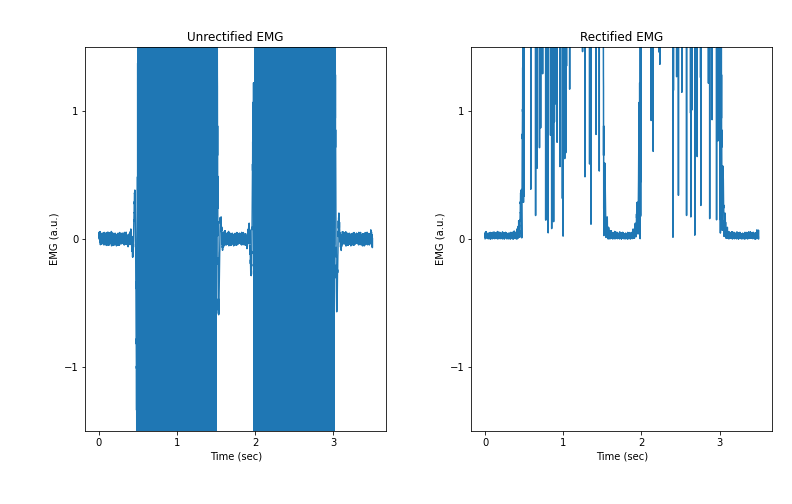 Unrectified EMG
EMG (a.u.)
1
0
−1
0
1
2
3
Time (sec)
Rectified EMG
EMG (a.u.)
1
0
−1
0
1
2
3
Time (sec)